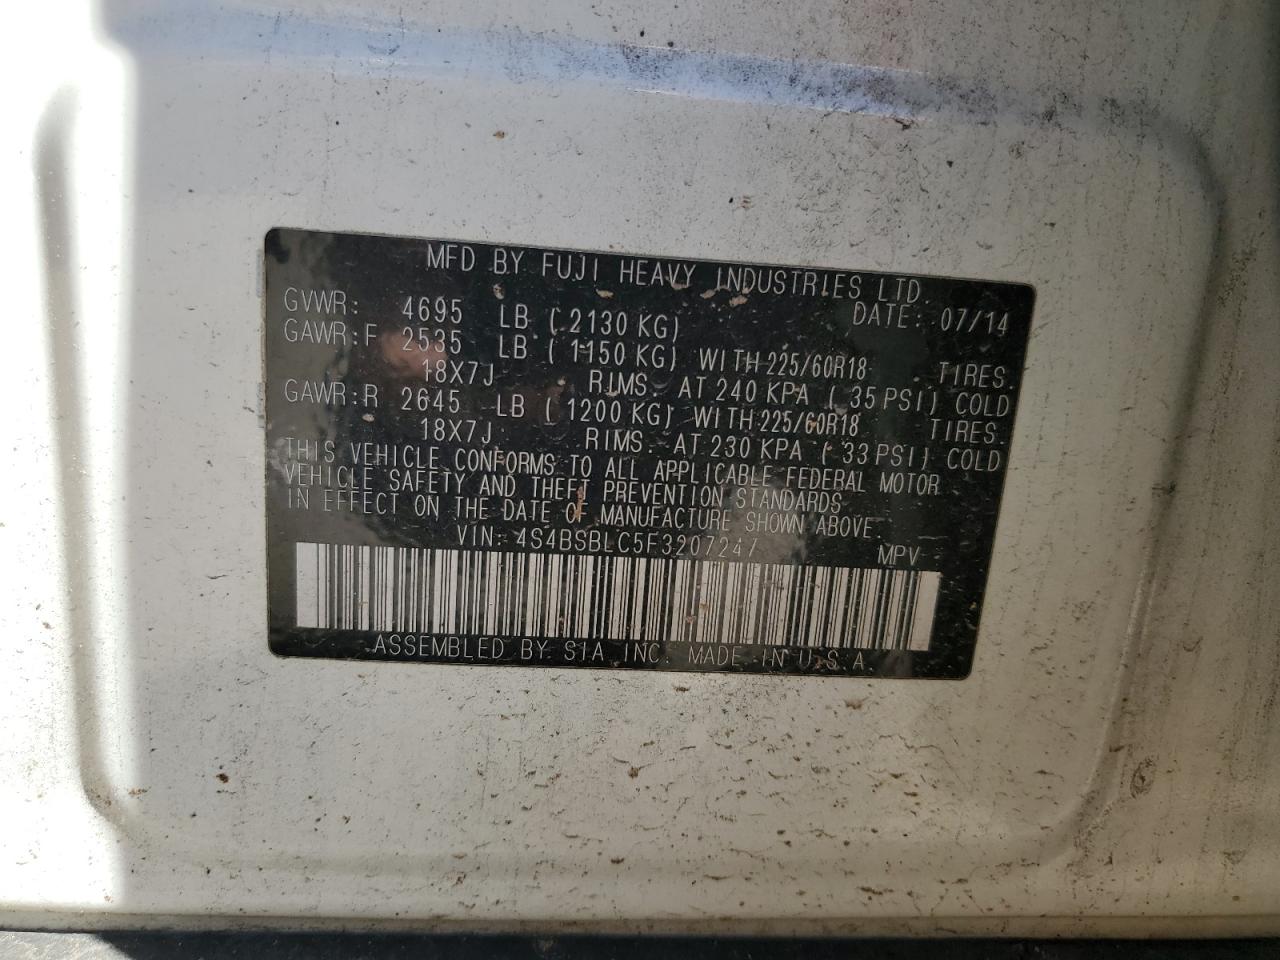 MFD BY FUJI HEAVY INDUSTRIES LTD.
GVWR: 4695 LB ( 2130 KG) DATE: 07/14
GAWR:F 2535 LB ( 1150 KG) WITH 225/60R18 TIRES.
18X7J RIMS. AT 240 KPA ( 35 PSI) COLD
GAWR:R 2645 LB ( 1200 KG) WITH 225/60R18 TIRES.
18X7J RIMS. AT 230 KPA ( 33 PSI) COLD
THIS VEHICLE CONFORMS TO ALL APPLICABLE FEDERAL MOTOR
VEHICLE SAFETY AND THEFT PREVENTION STANDARDS
IN EFFECT ON THE DATE OF MANUFACTURE SHOWN ABOVE.
VIN: 4S4BSBLC5F3207247 MPV
ASSEMBLED BY SIA INC. MADE IN U.S.A.